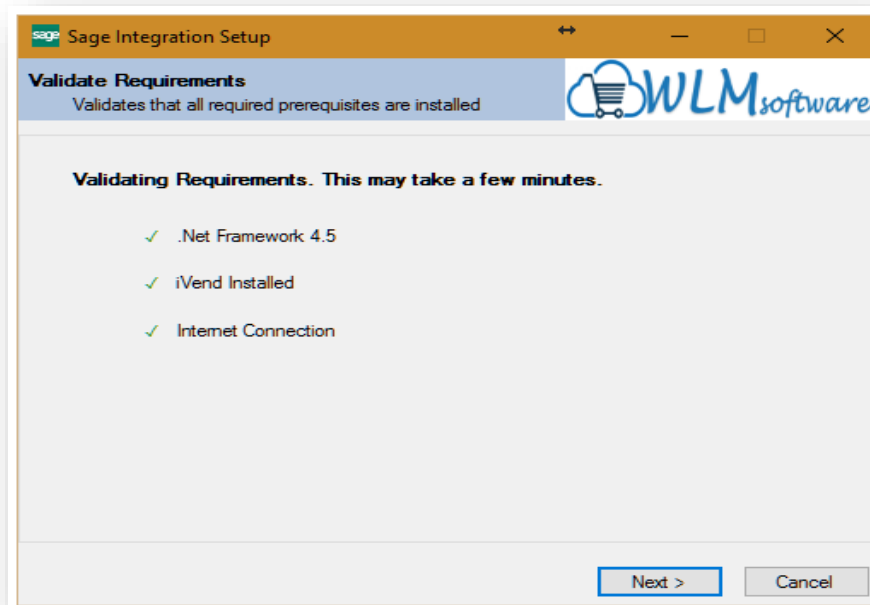 sage Sage Integration Setup
Validate Requirements
Validates that all required prerequisites are installed
WLMsoftware
Validating Requirements. This may take a few minutes.
✓ .Net Framework 4.5
✓ iVend Installed
✓ Internet Connection
Next >
Cancel